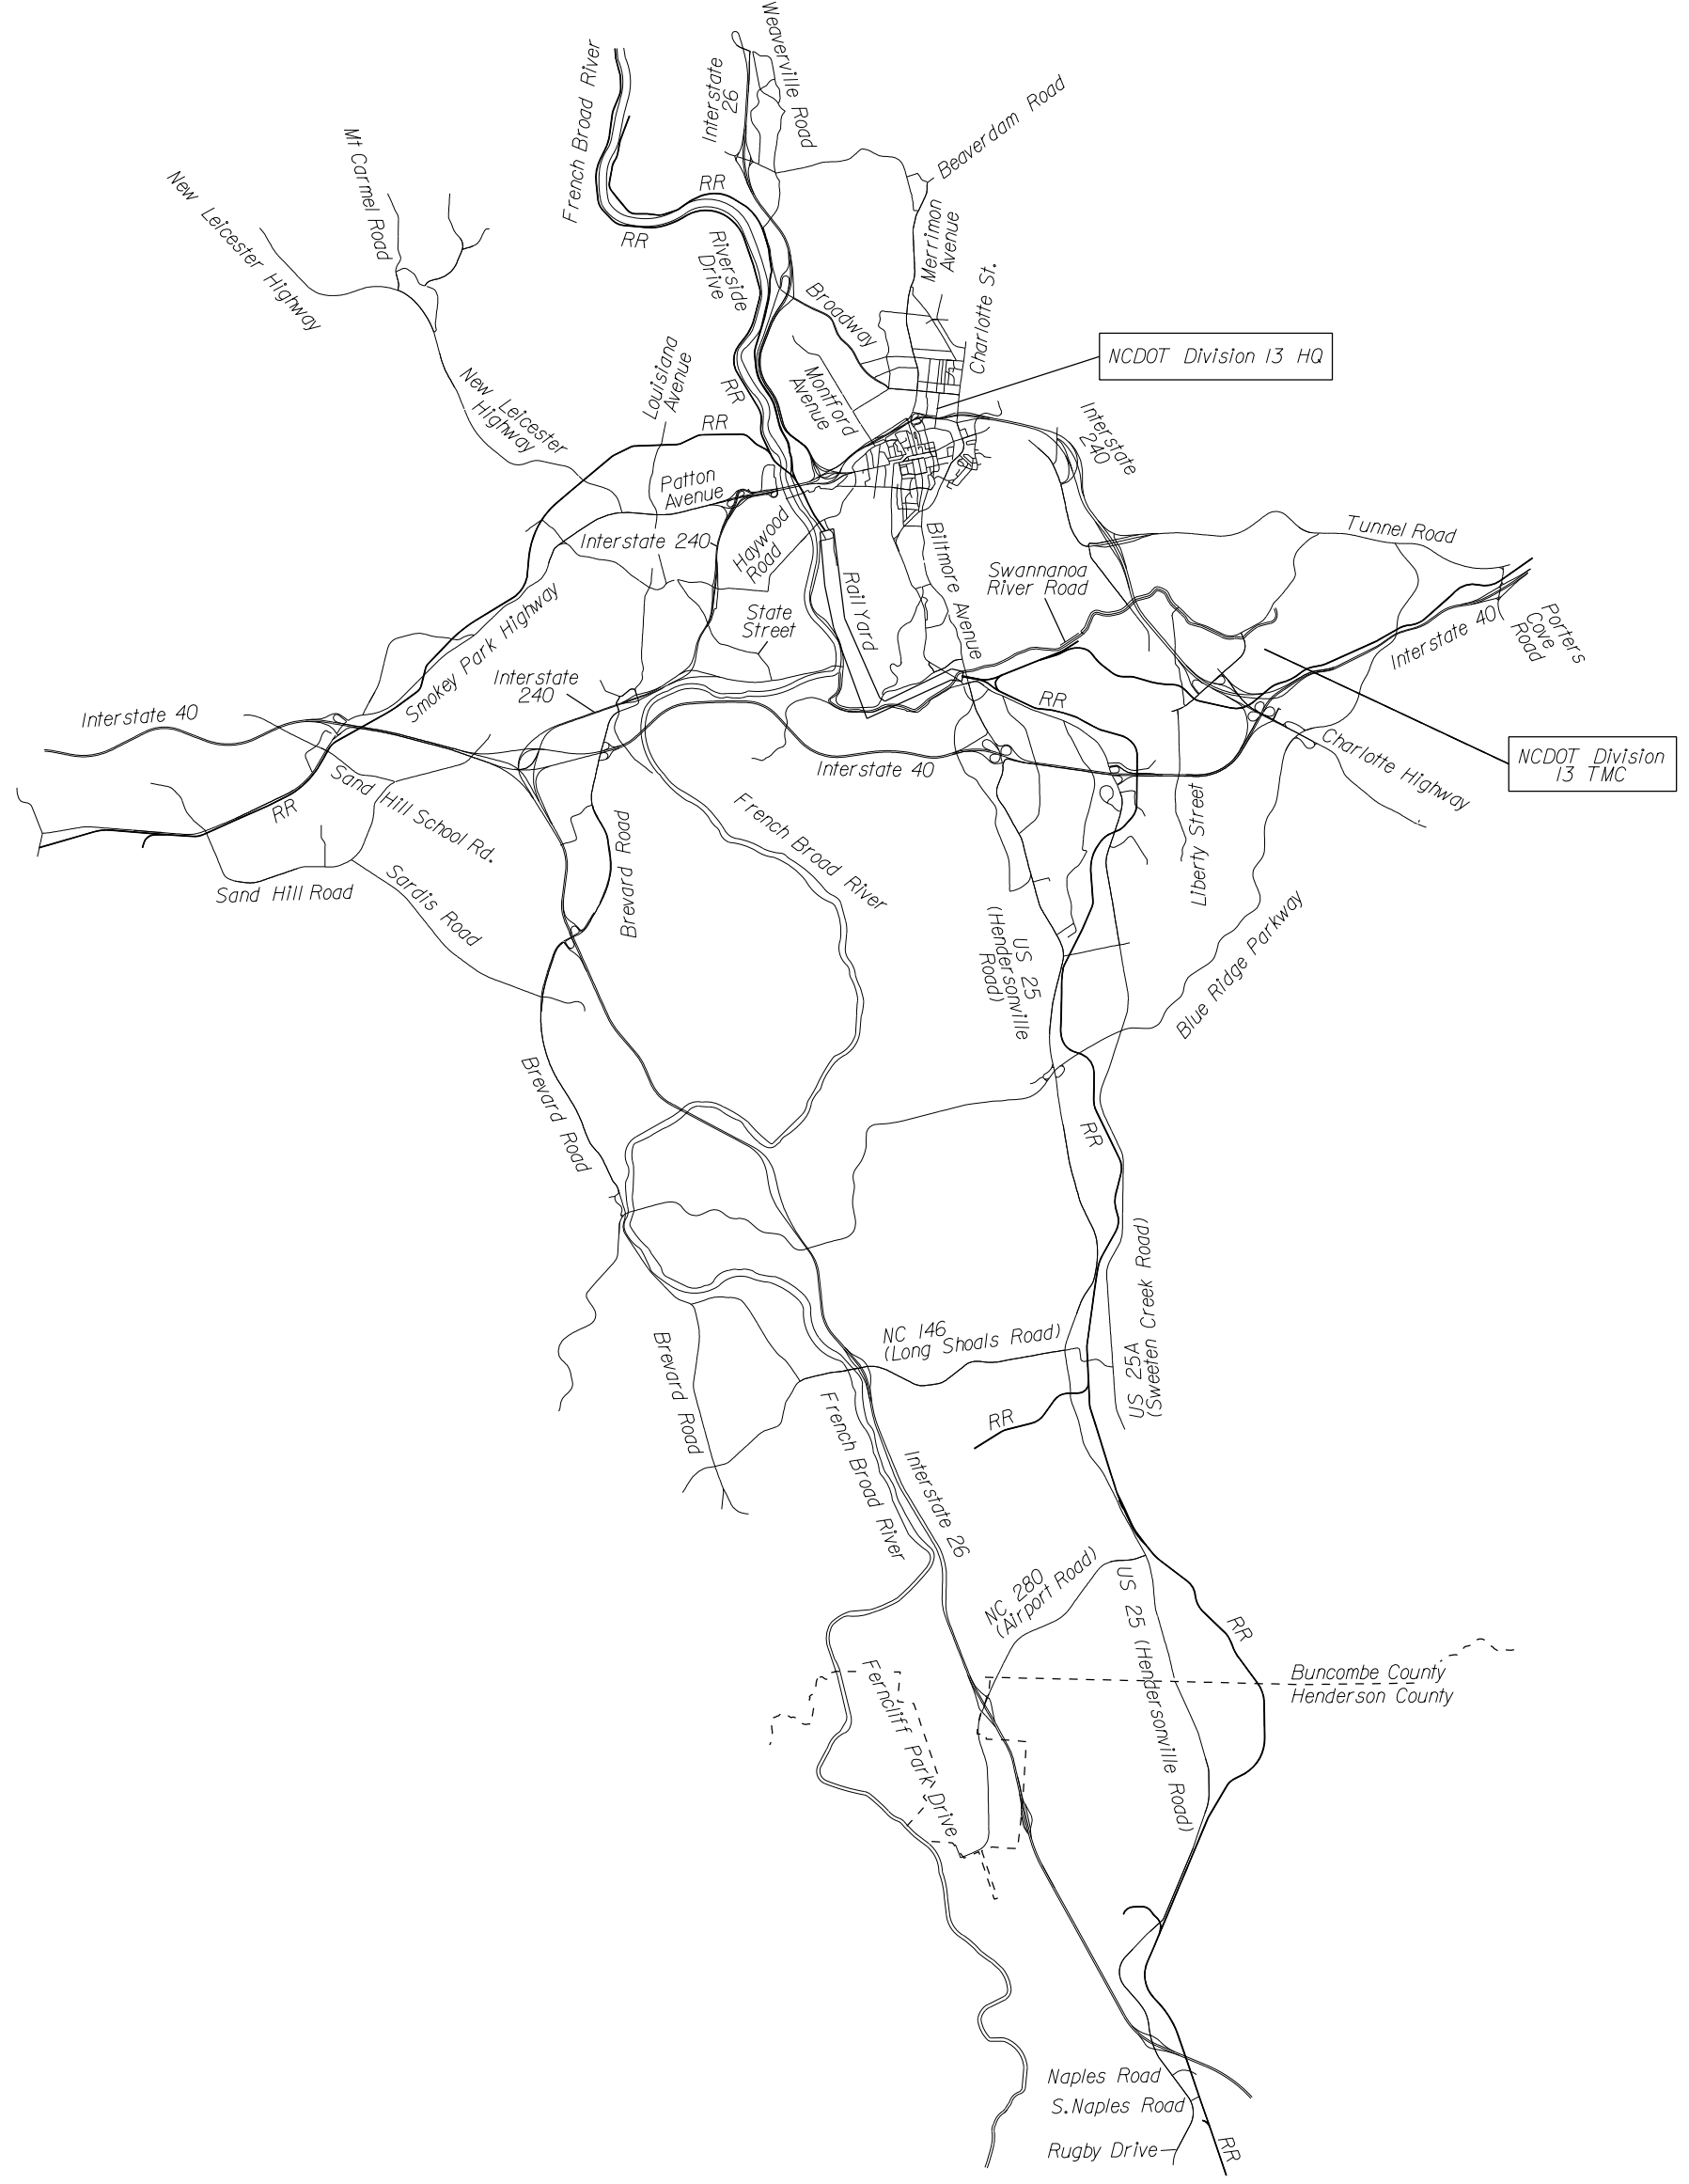 Weaverville Road
French Broad River
Interstate
26
Beaverdam Road
Mt Carmel Road
New Leicester Highway
RR
RR
Merrimon
Avenue
Riverside
Drive
Broadway
Charlotte St.
NCDOT Division 13 HQ
Louisiana
Avenue
New Leicester
Highway
RR
Montford
Avenue
RR
Interstate
240
Patton
Avenue
Tunnel Road
Interstate 240
Haywood
Road
Biltmore Avenue
Swannanoa
River Road
Rail Yard
State
Street
Smokey Park Highway
Interstate 40
Porters
Cove
Road
Interstate
240
RR
Interstate 40
Charlotte Highway
NCDOT Division
13 TMC
Interstate 40
Sand Hill School Rd.
RR
French Broad River
Brevard Road
Liberty Street
Sand Hill Road
Sardis Road
US 25
(Hendersonville
Road)
Blue Ridge Parkway
Brevard Road
RR
US 25A
(Sweeten Creek Road)
NC 146
(Long Shoals Road)
Brevard Road
French Broad River
RR
Interstate 26
NC 280
(Airport Road)
US 25 (Hendersonville Road)
RR
Buncombe County
Henderson County
Ferncliff Park Drive
Naples Road
S.Naples Road
Rugby Drive
RR